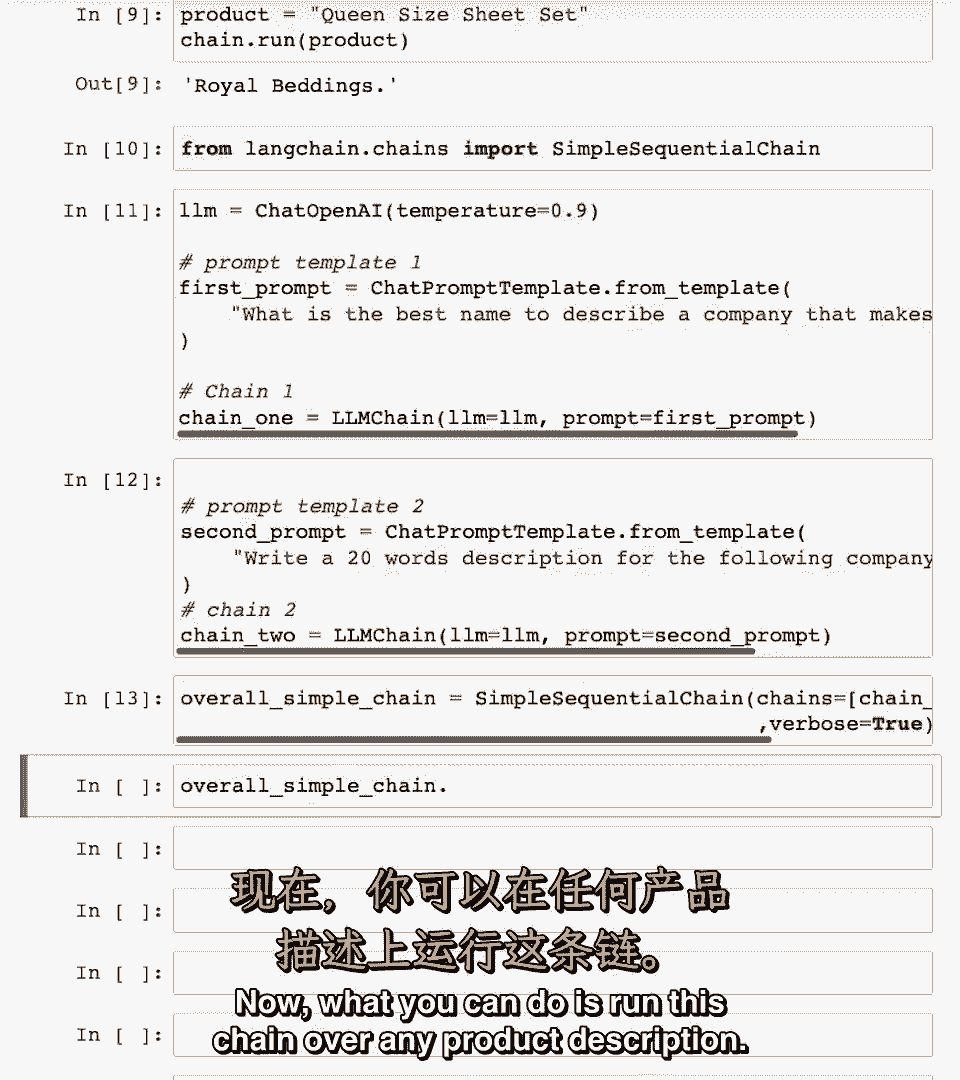 In [9]: product = "Queen Size Sheet Set"
chain.run(product)
Out[9]: 'Royal Beddings.'
In [10]: from langchain.chains import SimpleSequentialChain
In [11]: llm = ChatOpenAI(temperature=0.9)
# prompt template 1
first_prompt = ChatPromptTemplate.from_template(
"What is the best name to describe a company that makes
)
# Chain 1
chain_one = LLMChain(llm=llm, prompt=first_prompt)
In [12]:
# prompt template 2
second_prompt = ChatPromptTemplate.from_template(
"Write a 20 words description for the following company
)
# chain 2
chain_two = LLMChain(llm=llm, prompt=second_prompt)
In [13]: overall_simple_chain = SimpleSequentialChain(chains=[chain_
,verbose=True)
In [ ]: overall_simple_chain.
In [ ]:
In [ ]:
In [ ]:
In [ ]:
现在，你可以在任何产品
描述上运行这条链。
Now, what you can do is run this
chain over any product description.